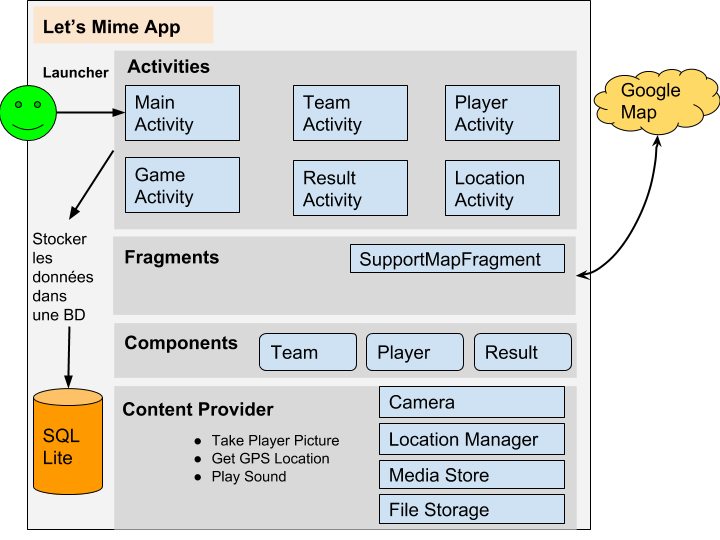 Let's Mime App
Launcher
Activities
Main
Activity
Team
Activity
Player
Activity
Game
Activity
Result
Activity
Location
Activity
Google
Map
Stocker
les
données
dans
une BD
Fragments
SupportMapFragment
Components
Team
Player
Result
SQL
Lite
Content Provider
● Take Player Picture
● Get GPS Location
● Play Sound
Camera
Location Manager
Media Store
File Storage